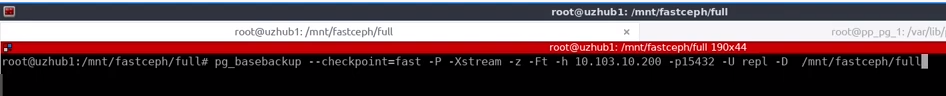 root@uzhub1: /mnt/fastceph/full
root@uzhub1: /mnt/fastceph/full × root@pp_pg_1: /var/lib/
root@uzhub1: /mnt/fastceph/full 190x44
root@uzhub1:/mnt/fastceph/full# pg_basebackup --checkpoint=fast -P -Xstream -z -Ft -h 10.103.10.200 -p15432 -U repl -D  /mnt/fastceph/full